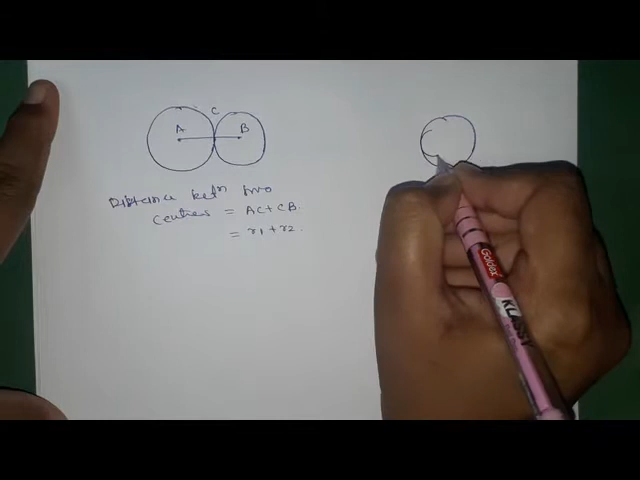 C
A B
Distance betn two
centres = AC + CB.
= r1 + r2.
Goldex
KLASSY